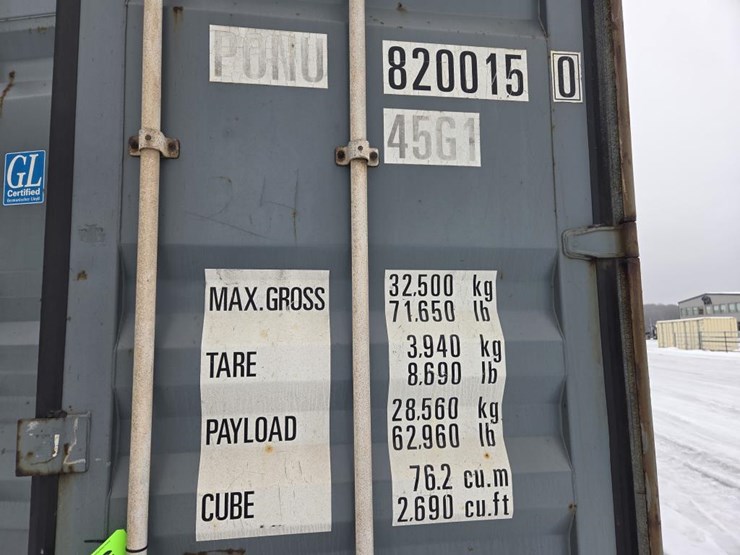 PONU 820015 0
45G1
GL
Certified
MAX. GROSS 32.500 kg
71.650 lb
TARE 3.940 kg
8.690 lb
PAYLOAD 28.560 kg
62.960 lb
76.2 cu.m
CUBE 2.690 cu.ft